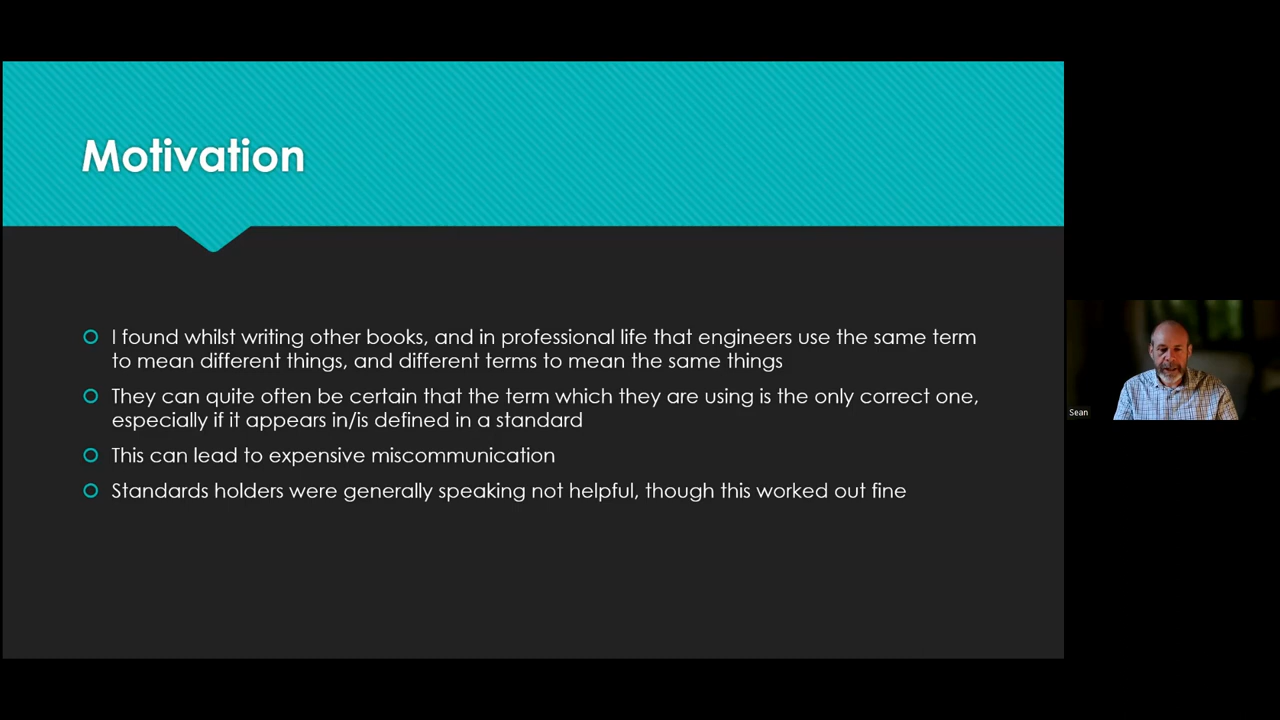 Motivation
I found whilst writing other books, and in professional life that engineers use the same term
to mean different things, and different terms to mean the same things
They can quite often be certain that the term which they are using is the only correct one,
especially if it appears in/is defined in a standard
This can lead to expensive miscommunication
Standards holders were generally speaking not helpful, though this worked out fine
Sean